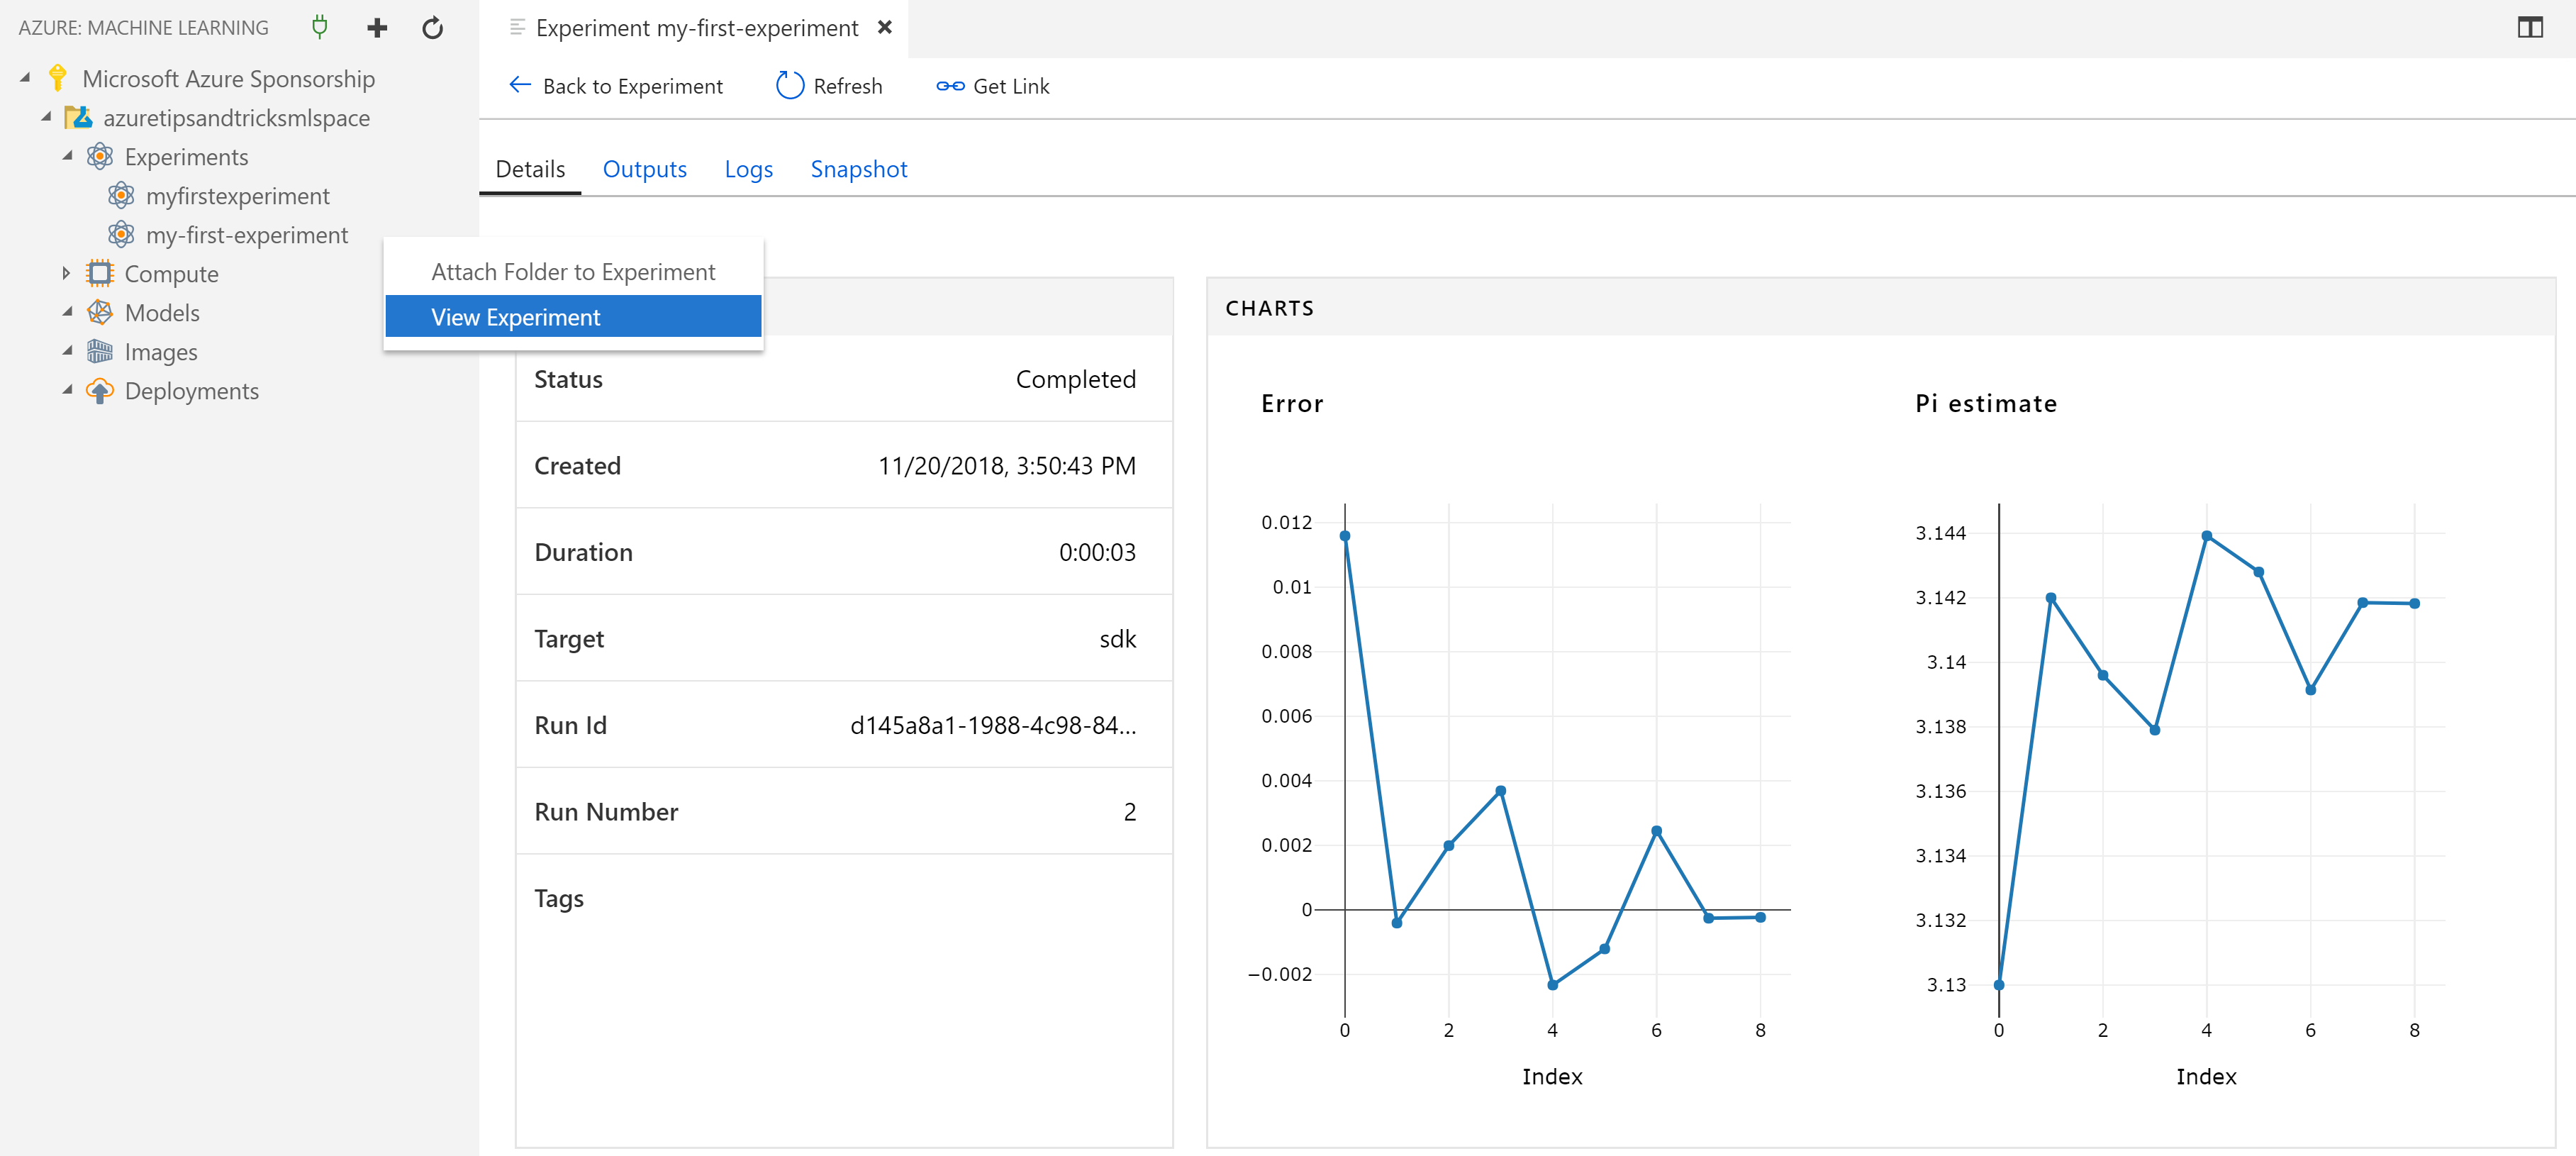 AZURE: MACHINE LEARNING
Microsoft Azure Sponsorship
azuretipsandtricksmlspace
Experiments
myfirstexperiment
my-first-experiment
Compute
Models
Images
Deployments
Attach Folder to Experiment
View Experiment
Experiment my-first-experiment
Back to Experiment Refresh Get Link
Details Outputs Logs Snapshot
Status Completed
Created 11/20/2018, 3:50:43 PM
Duration 0:00:03
Target sdk
Run Id d145a8a1-1988-4c98-84...
Run Number 2
Tags
CHARTS
Error
0.012
0.01
0.008
0.006
0.004
0.002
0
−0.002
0 2 4 6 8
Index
Pi estimate
3.144
3.142
3.14
3.138
3.136
3.134
3.132
3.13
0 2 4 6 8
Index